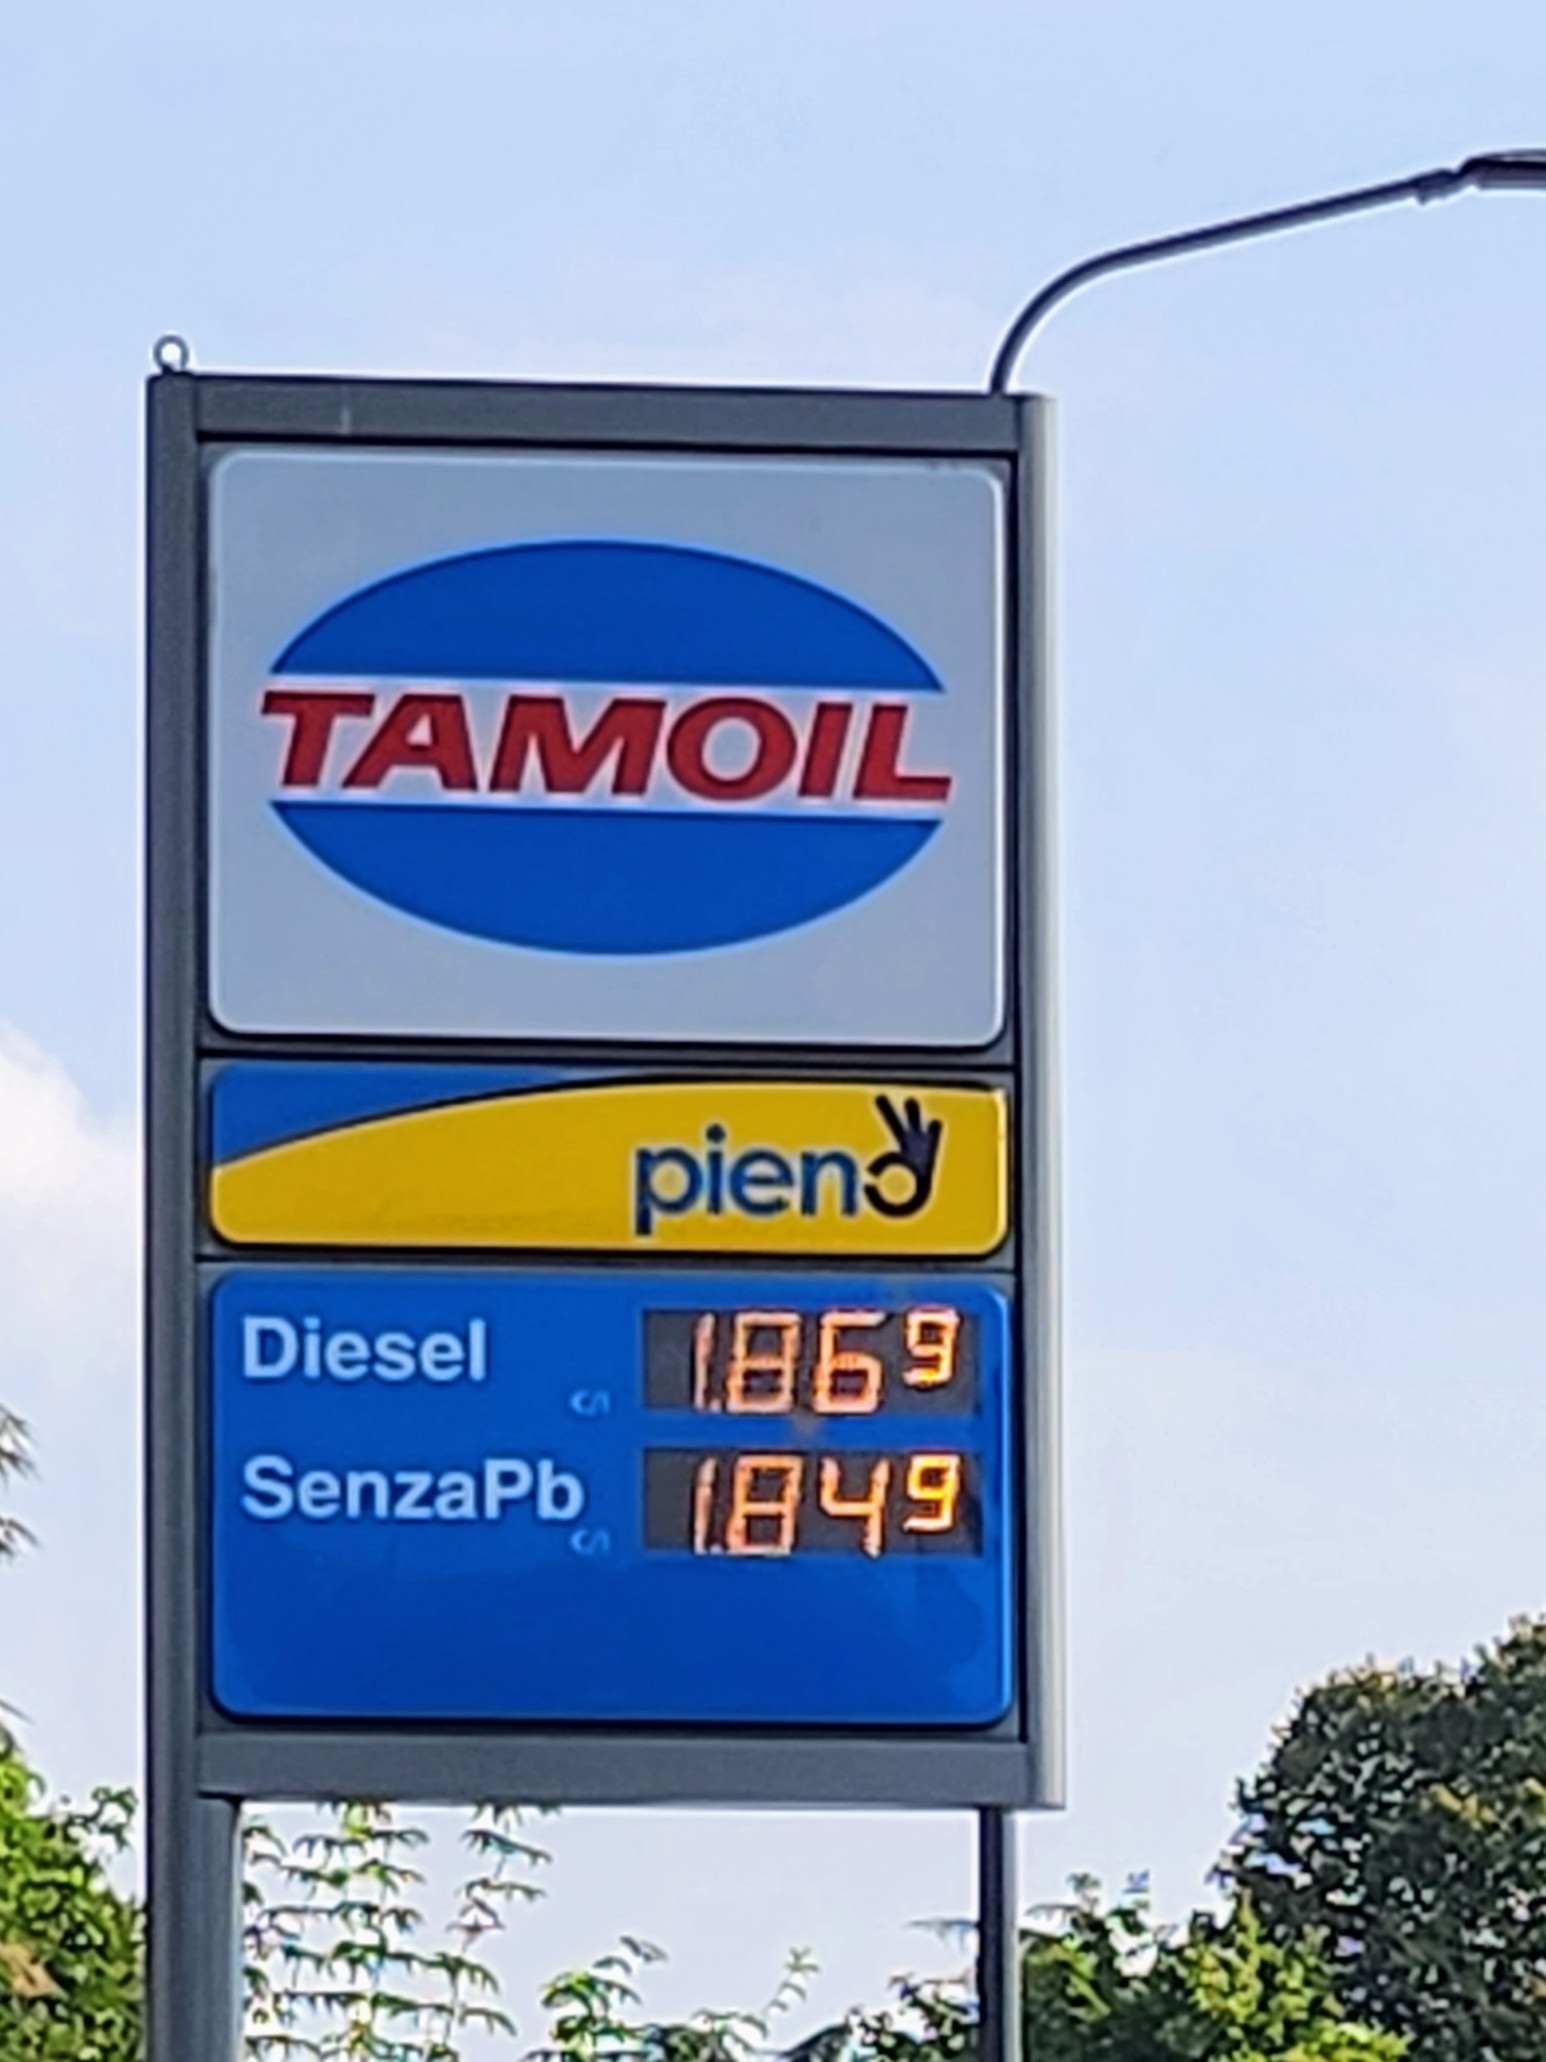 TAMOIL
pieno
Diesel 1.869
SenzaPb 1.849